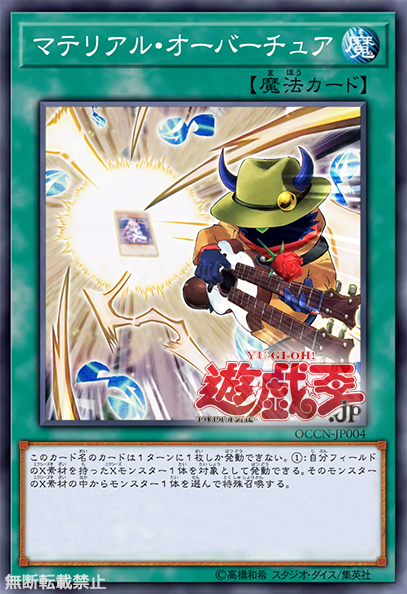 マテリアル・オーバーチュア
魔
【魔法カード】
YU-GI-OH!
遊戯王
.JP
OCCN-JP004
このカード名のカードは1ターンに1枚しか発動できない。①:自分フィールド
のX素材を持ったXモンスター1体を対象として発動できる。そのモンスター
のX素材の中からモンスター1体を選んで特殊召喚する。
無断転載禁止
©高橋和希 スタジオ・ダイス/集英社